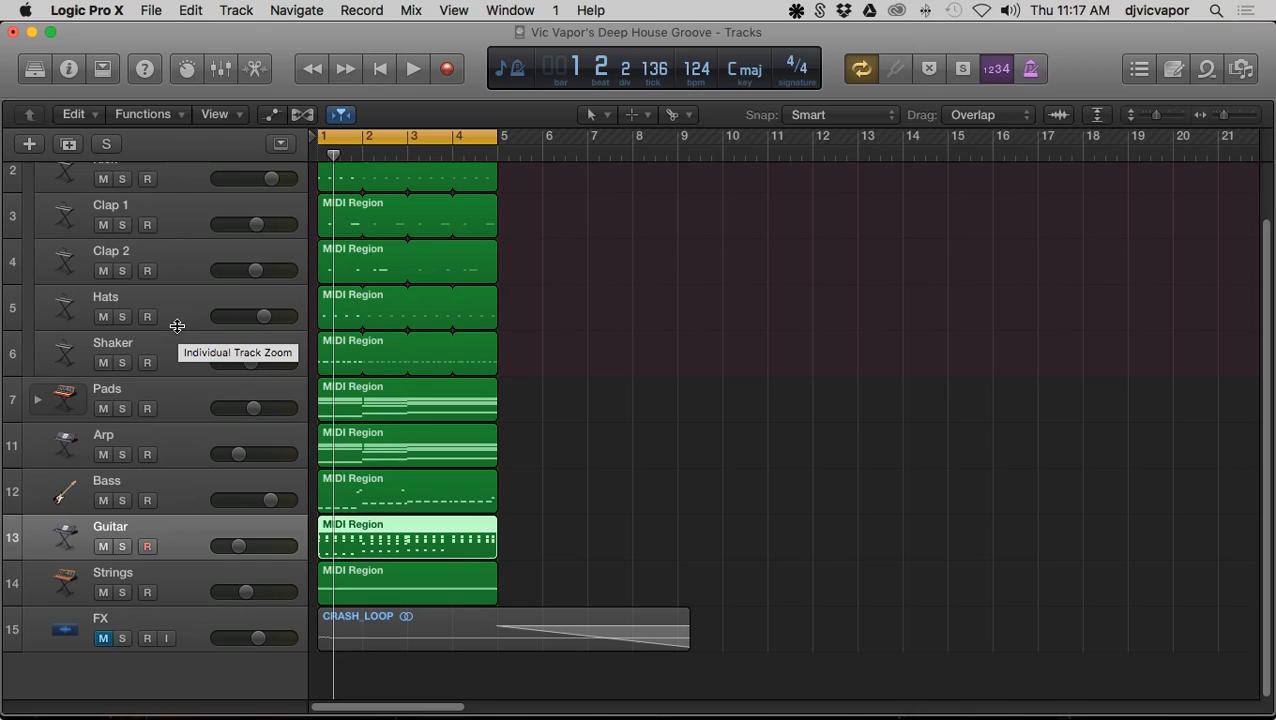 Logic Pro X File Edit Track Navigate Record Mix View Window 1 Help Thu 11:17 AM djvicvapor
Vic Vapor's Deep House Groove - Tracks
1 2 2 136 124 C maj 4/4
bar beat div tick bpm key signature
S 1234
Edit Functions View Snap: Smart Drag: Overlap
S 1 2 3 4 5 6 7 8 9 10 11 12 13 14 15 16 17 18 19 20 21
2 M S R
3 Clap 1 M S R MIDI Region
4 Clap 2 M S R MIDI Region
5 Hats M S R MIDI Region
6 Shaker M S R MIDI Region
Individual Track Zoom
7 Pads M S R MIDI Region
11 Arp M S R MIDI Region
12 Bass M S R MIDI Region
13 Guitar M S R MIDI Region
14 Strings M S R MIDI Region
15 FX M S R I CRASH_LOOP